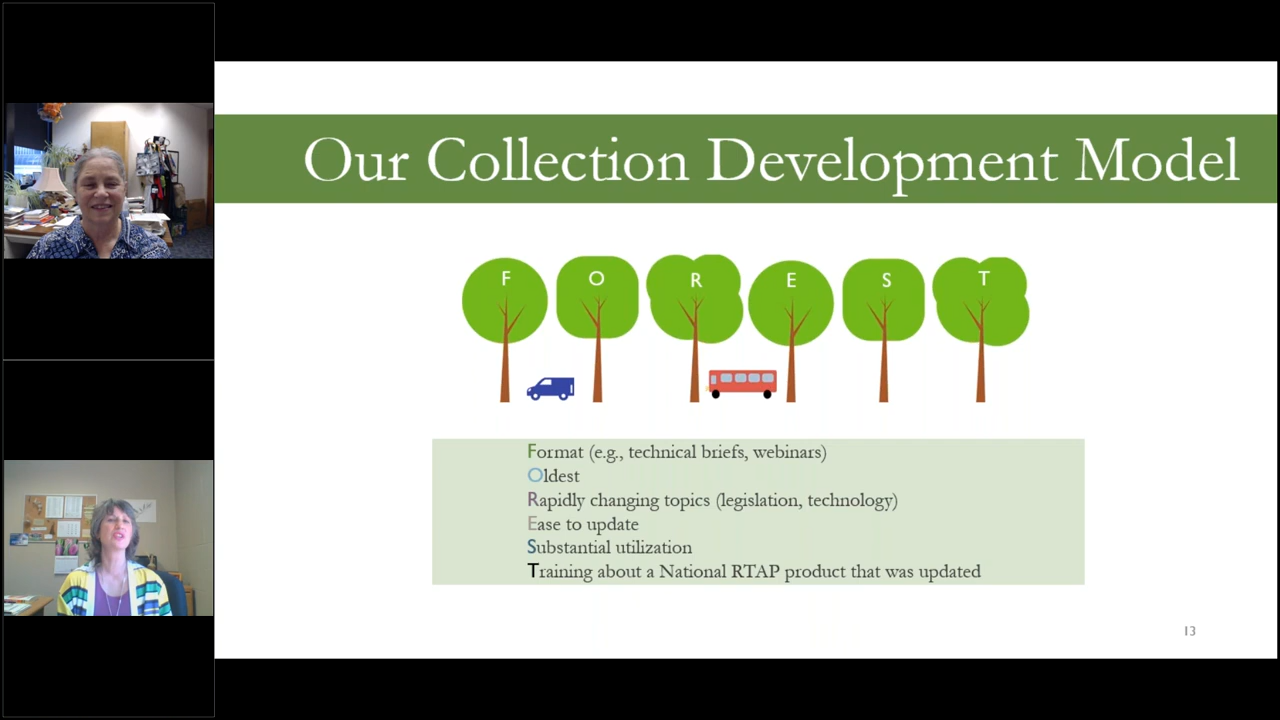 Our Collection Development Model
F O R E S T
Format (e.g., technical briefs, webinars)
Oldest
Rapidly changing topics (legislation, technology)
Ease to update
Substantial utilization
Training about a National RTAP product that was updated
13